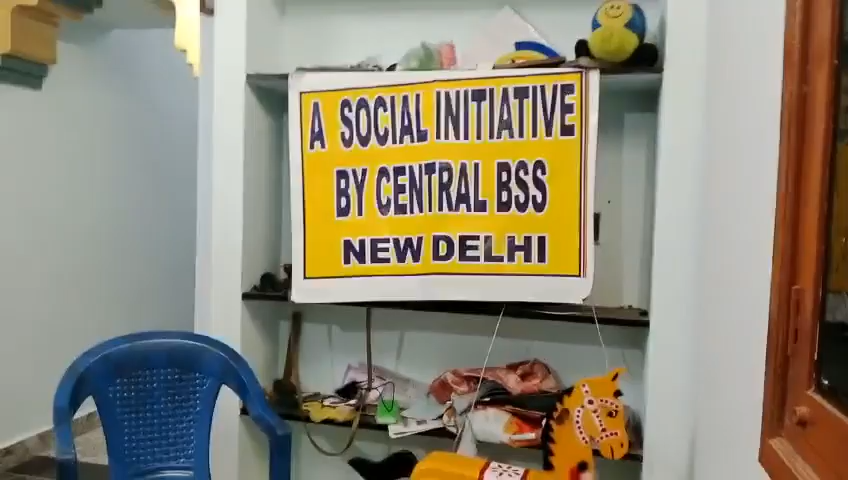 A SOCIAL INITIATIVE
BY CENTRAL BSS
NEW DELHI